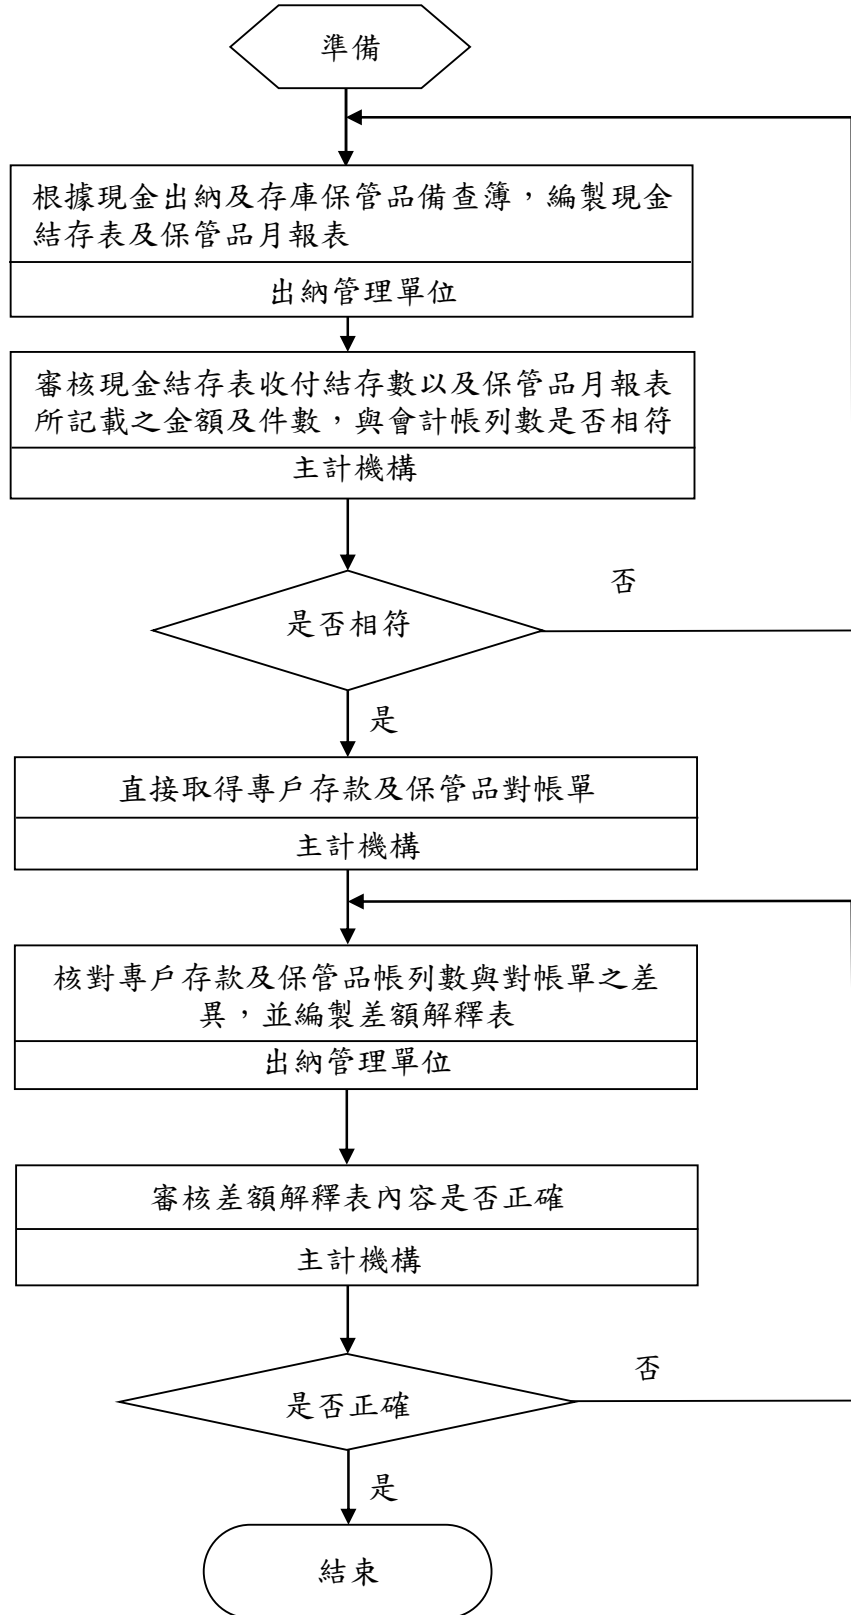 準備
根據現金出納及存庫保管品備查簿，編製現金
結存表及保管品月報表
出納管理單位
審核現金結存表收付結存數以及保管品月報表
所記載之金額及件數，與會計帳列數是否相符
主計機構
否
是否相符
是
直接取得專戶存款及保管品對帳單
主計機構
核對專戶存款及保管品帳列數與對帳單之差
異，並編製差額解釋表
出納管理單位
審核差額解釋表內容是否正確
主計機構
否
是否正確
是
結束